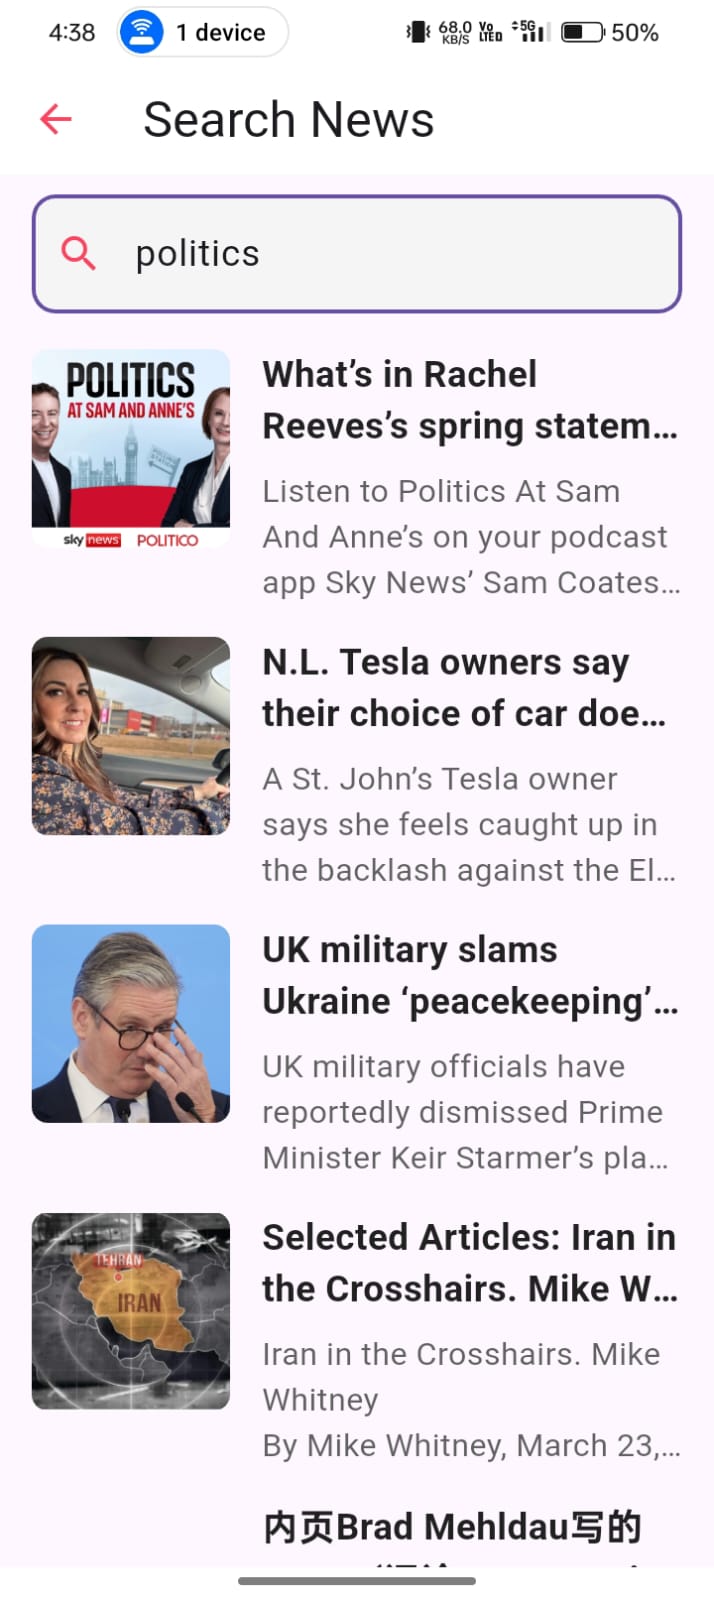 4:38
1 device
68.0
KB/S
Vo
LTED
5G
50%
Search News
politics
POLITICS
AT SAM AND ANNE'S
POLLING
STATION
sky news POLITICO
What’s in Rachel
Reeves’s spring statem…
Listen to Politics At Sam
And Anne’s on your podcast
app Sky News’ Sam Coates…
N.L. Tesla owners say
their choice of car doe…
A St. John’s Tesla owner
says she feels caught up in
the backlash against the El…
UK military slams
Ukraine ‘peacekeeping’…
UK military officials have
reportedly dismissed Prime
Minister Keir Starmer’s pla…
TEHRAN
IRAN
Selected Articles: Iran in
the Crosshairs. Mike W…
Iran in the Crosshairs. Mike
Whitney
By Mike Whitney, March 23,…
内页Brad Mehldau写的